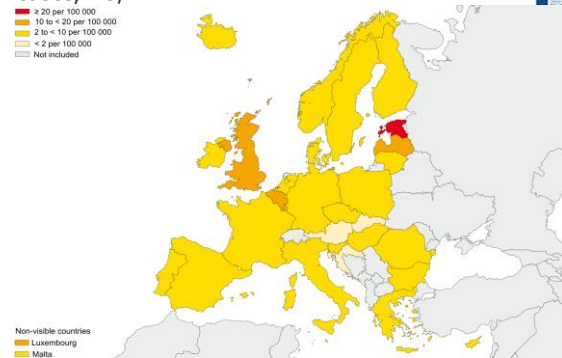 ≥ 20 per 100 000
10 to < 20 per 100 000
2 to < 10 per 100 000
< 2 per 100 000
Not included
Non-visible countries
Luxembourg
Malta